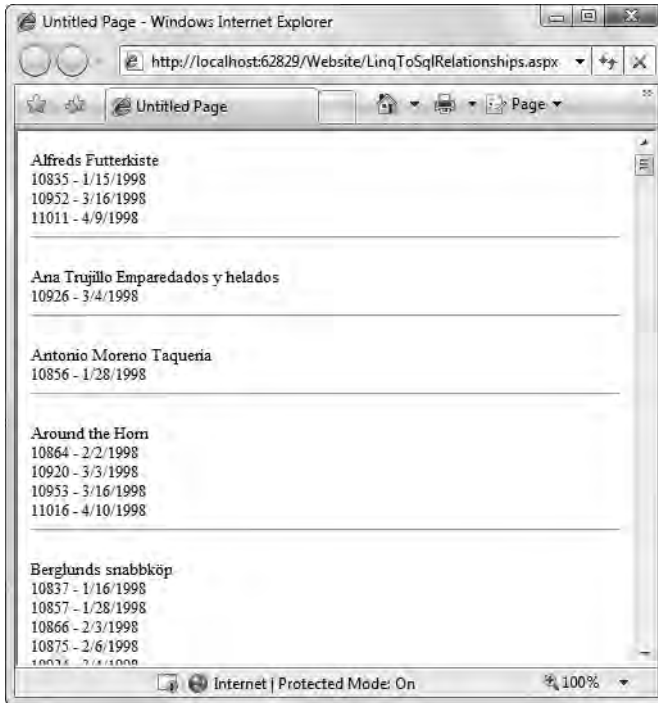 Untitled Page - Windows Internet Explorer
http://localhost:62829/Website/LinqToSqlRelationships.aspx
Untitled Page
Page
Alfreds Futterkiste
10835 - 1/15/1998
10952 - 3/16/1998
11011 - 4/9/1998
Ana Trujillo Emparedados y helados
10926 - 3/4/1998
Antonio Moreno Taquería
10856 - 1/28/1998
Around the Horn
10864 - 2/2/1998
10920 - 3/3/1998
10953 - 3/16/1998
11016 - 4/10/1998
Berglunds snabbköp
10837 - 1/16/1998
10857 - 1/28/1998
10866 - 2/3/1998
10875 - 2/6/1998
Internet | Protected Mode: On
100%